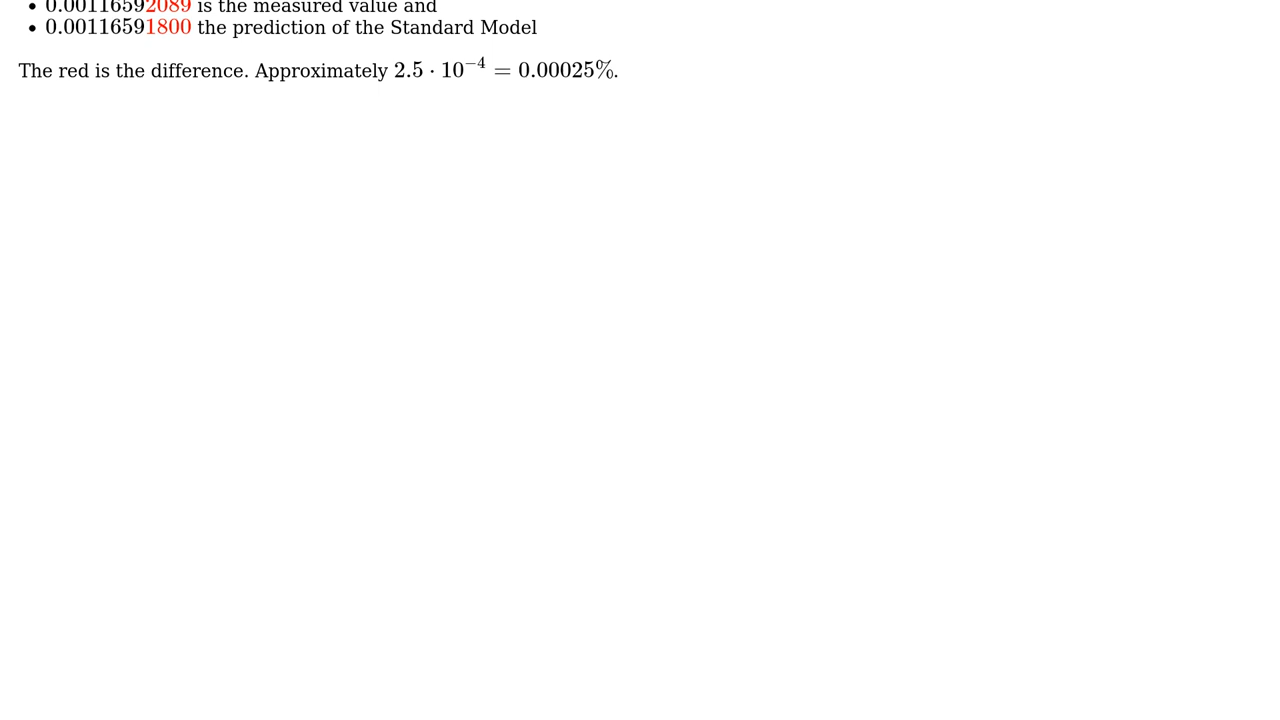 • 0.00116592089 is the measured value and
• 0.00116591800 the prediction of the Standard Model
The red is the difference. Approximately 2.5 · 10⁻⁴ = 0.00025%.